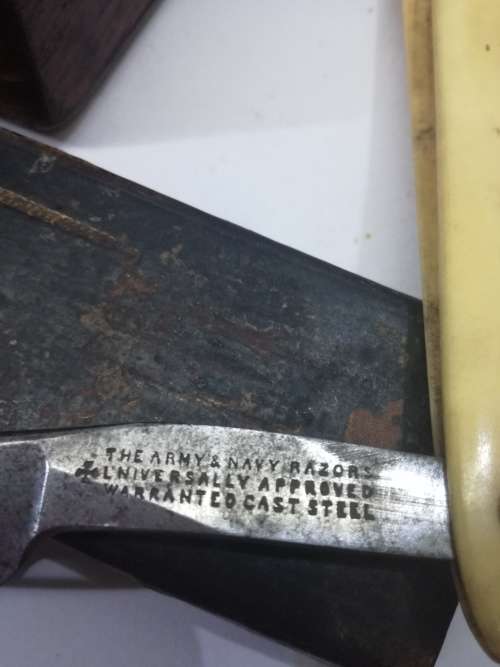 THE ARMY & NAVY RAZORS
UNIVERSALLY APPROVED
WARRANTED CAST STEEL